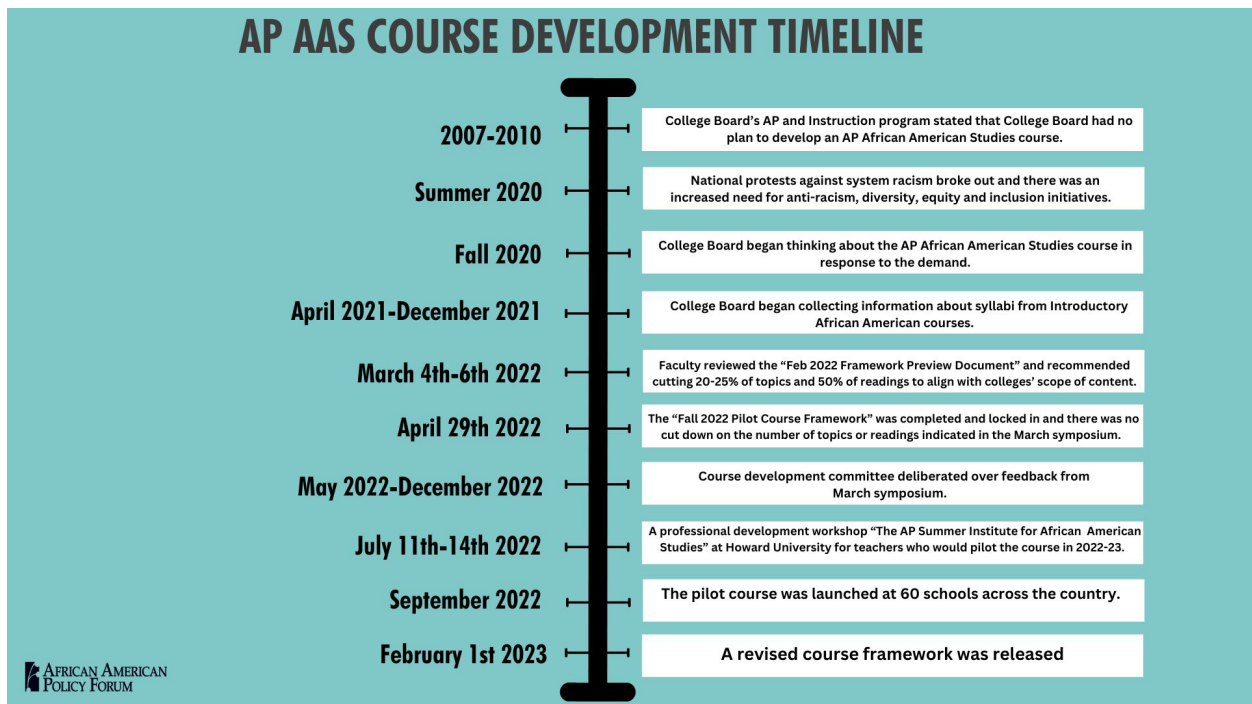 AP AAS COURSE DEVELOPMENT TIMELINE
2007-2010
College Board's AP and Instruction program stated that College Board had no
plan to develop an AP African American Studies course.
Summer 2020
National protests against system racism broke out and there was an
increased need for anti-racism, diversity, equity and inclusion initiatives.
Fall 2020
College Board began thinking about the AP African American Studies course in
response to the demand.
April 2021-December 2021
College Board began collecting information about syllabi from Introductory
African American courses.
March 4th-6th 2022
Faculty reviewed the “Feb 2022 Framework Preview Document” and recommended
cutting 20-25% of topics and 50% of readings to align with colleges’ scope of content.
April 29th 2022
The “Fall 2022 Pilot Course Framework” was completed and locked in and there was no
cut down on the number of topics or readings indicated in the March symposium.
May 2022-December 2022
Course development committee deliberated over feedback from
March symposium.
July 11th-14th 2022
A professional development workshop “The AP Summer Institute for African American
Studies” at Howard University for teachers who would pilot the course in 2022-23.
September 2022
The pilot course was launched at 60 schools across the country.
February 1st 2023
A revised course framework was released
AFRICAN AMERICAN
POLICY FORUM